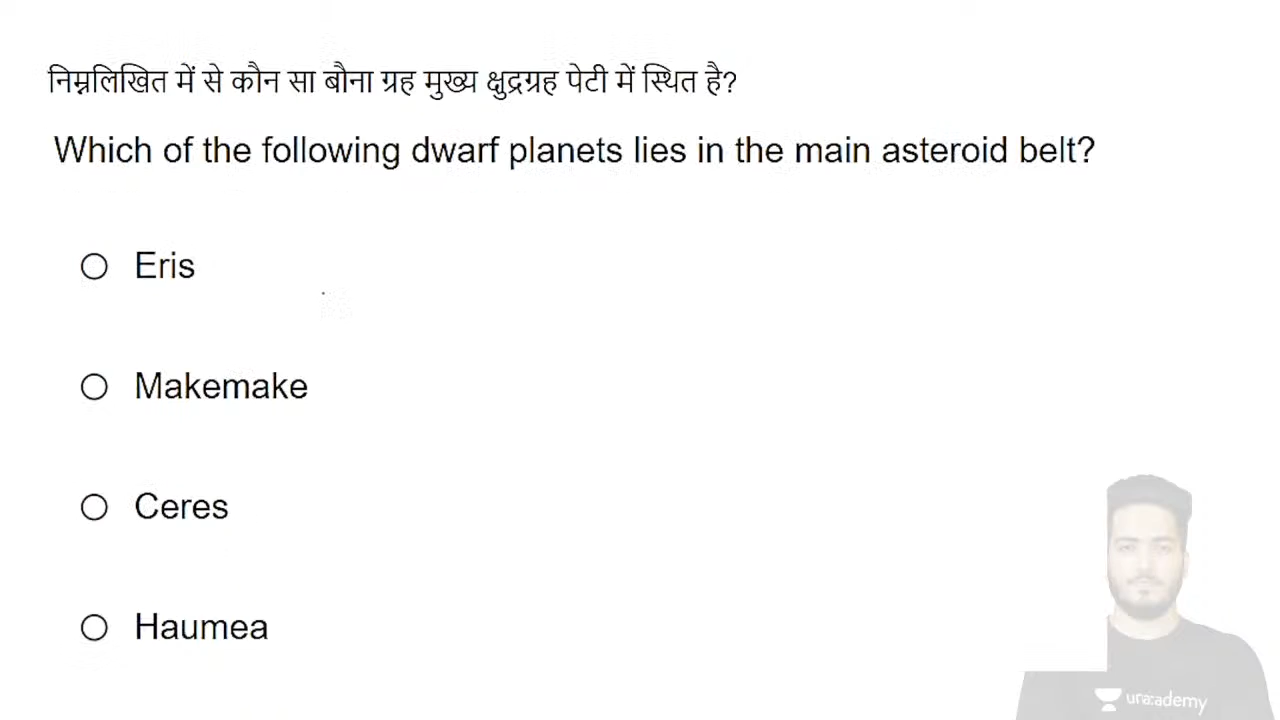 निम्नलिखित में से कौन सा बौना ग्रह मुख्य क्षुद्रग्रह पेटी में स्थित है?
Which of the following dwarf planets lies in the main asteroid belt?
Eris
Makemake
Ceres
Haumea
unacademy